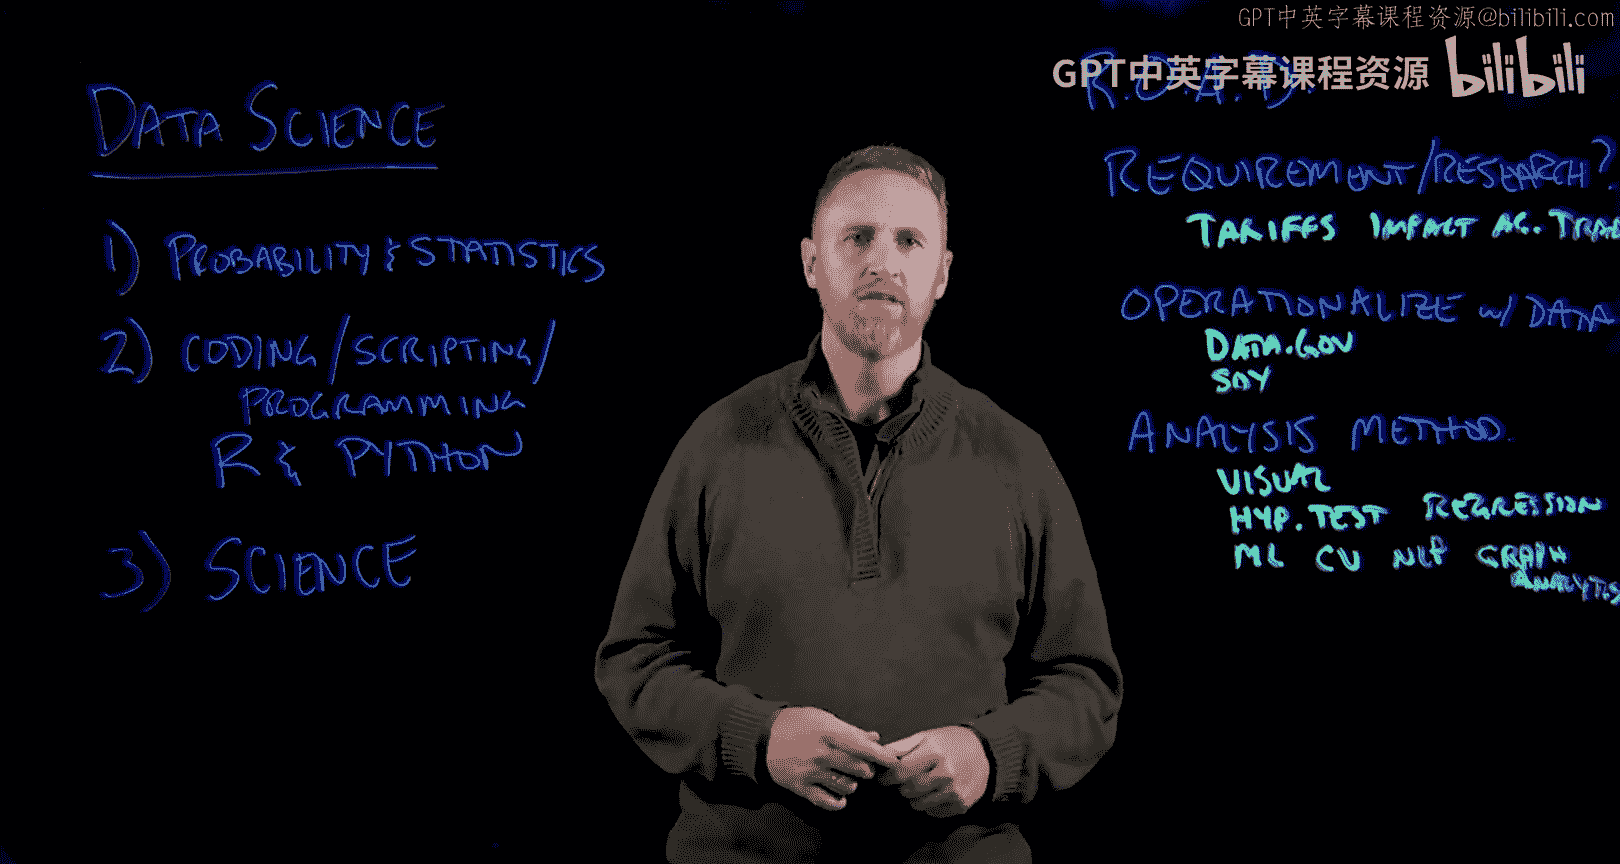 GPT中英字幕课程资源@bilibili.com
GPT中英字幕课程资源 bilibili
DATA SCIENCE
1) PROBABILITY & STATISTICS
2) CODING/SCRIPTING/
PROGRAMMING
R & PYTHON
3) SCIENCE
R.O.A.D.
REQUIREMENT/RESEARCH?
TARIFFS IMPACT AG. TRAD
OPERATIONALIZE w/ DATA
DATA.GOV
SOY
ANALYSIS METHOD.
VISUAL
HYP. TEST REGRESSION
ML CV NLP GRAPH
ANALYTICS